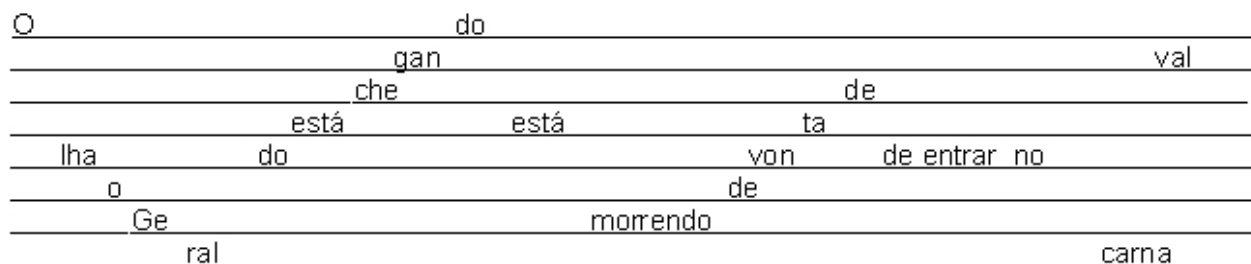 O do
gan val
che de
está está ta
lha do von de entrar no
o de
Ge morrendo
ral carna